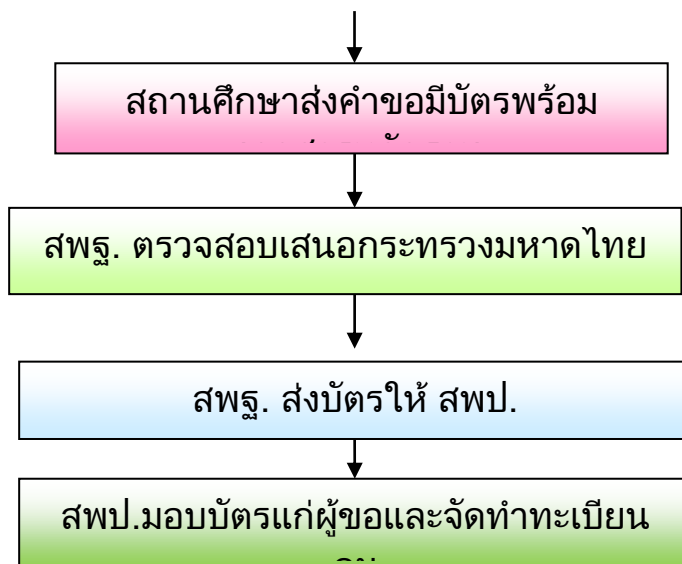 สถานศึกษาส่งคำขอมีบัตรพร้อม
สพฐ. ตรวจสอบเสนอกระทรวงมหาดไทย
สพฐ. ส่งบัตรให้ สพป.
สพป.มอบบัตรแก่ผู้ขอและจัดทำทะเบียน